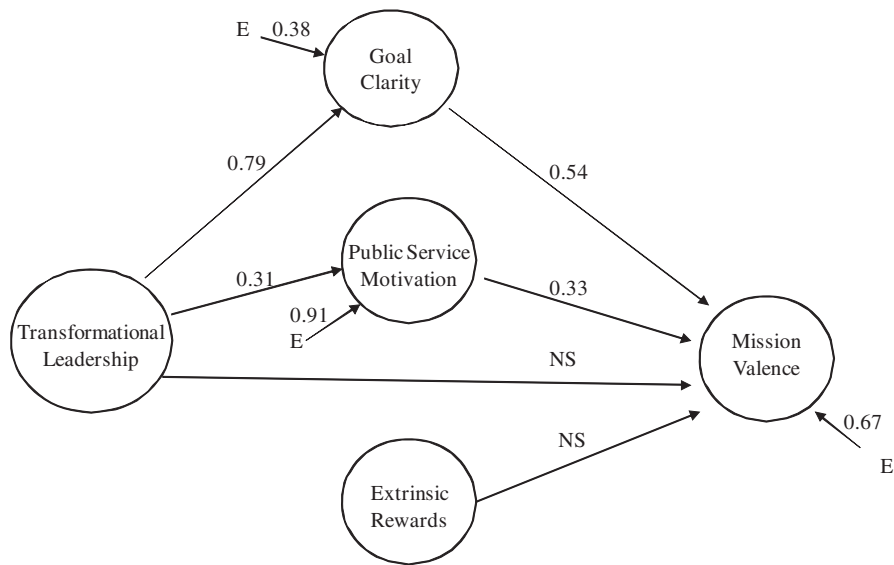 E 0.38
Goal
Clarity
0.79
0.54
Public Service
Motivation
0.31
0.33
0.91
E
Transformational
Leadership
Mission
Valence
NS
NS
0.67
E
Extrinsic
Rewards